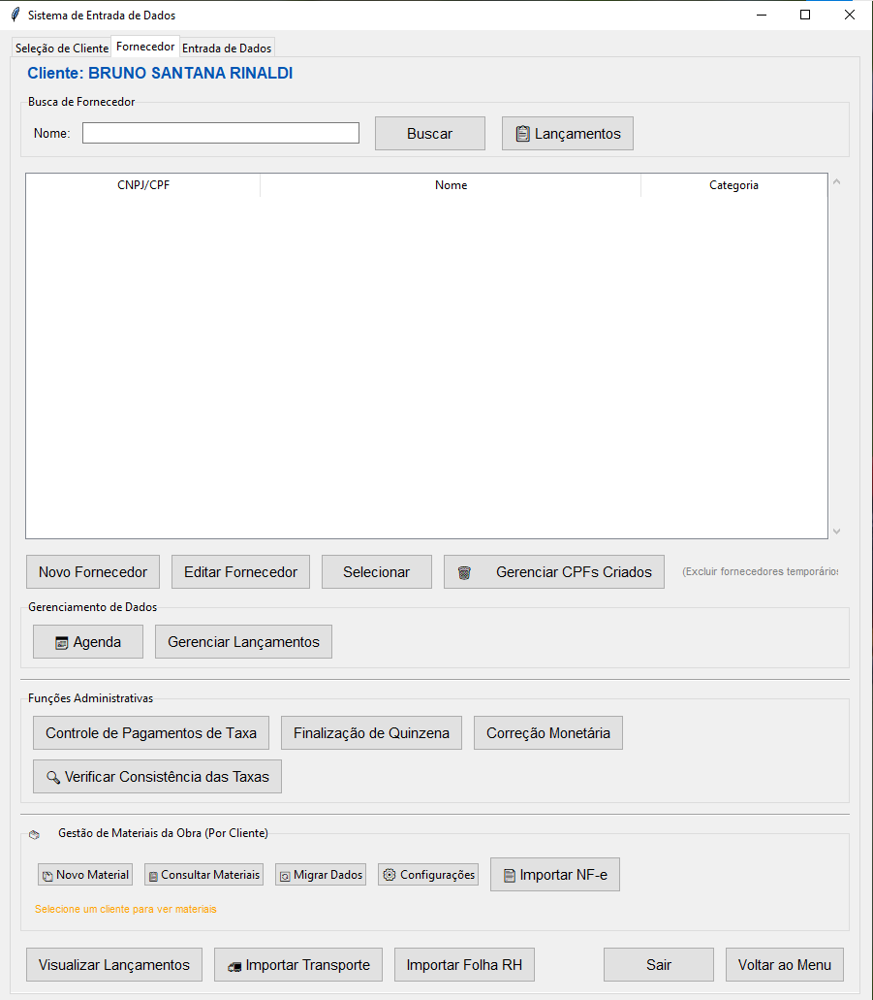 Sistema de Entrada de Dados
Seleção de Cliente Fornecedor Entrada de Dados
Cliente: BRUNO SANTANA RINALDI
Busca de Fornecedor
Nome: Buscar Lançamentos
CNPJ/CPF Nome Categoria
Novo Fornecedor Editar Fornecedor Selecionar Gerenciar CPFs Criados (Excluir fornecedores temporários
Gerenciamento de Dados
Agenda Gerenciar Lançamentos
Funções Administrativas
Controle de Pagamentos de Taxa Finalização de Quinzena Correção Monetária
Verificar Consistência das Taxas
Gestão de Materiais da Obra (Por Cliente)
Novo Material Consultar Materiais Migrar Dados Configurações Importar NF-e
Selecione um cliente para ver materiais
Visualizar Lançamentos Importar Transporte Importar Folha RH Sair Voltar ao Menu